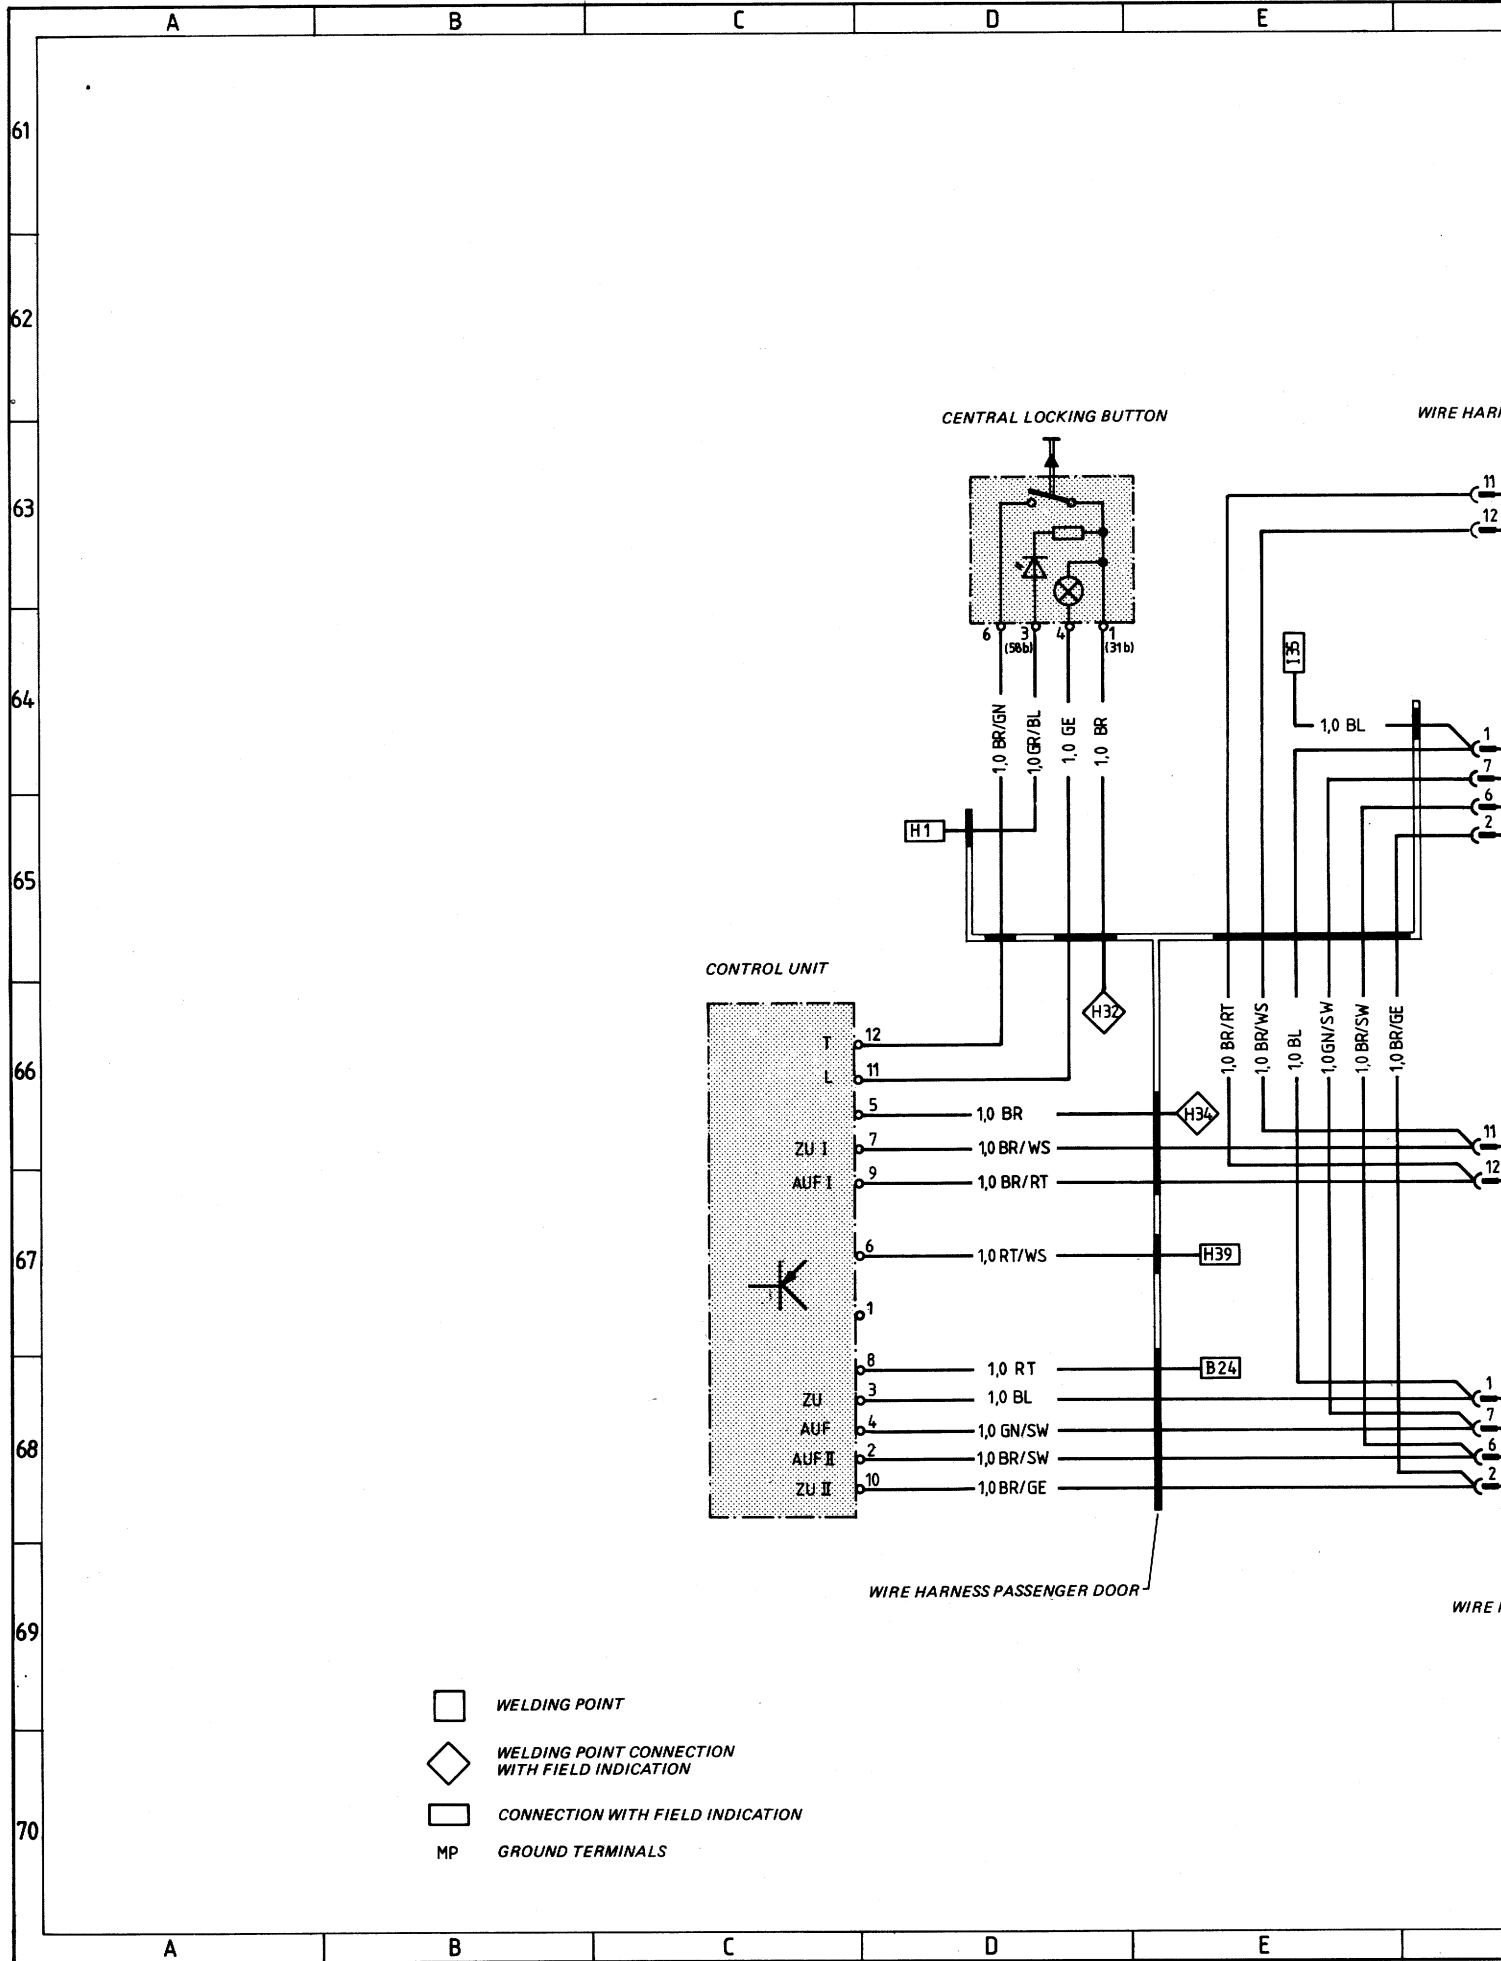 A B C D E
61
62
CENTRAL LOCKING BUTTON
WIRE HAR
63
11
12
6 3 4 1
(58b) (31b)
I35
64
1,0 BR/GN
1,0 GR/BL
1,0 GE
1,0 BR
1,0 BL
1
7
6
2
H1
65
CONTROL UNIT
H32
66
T 12
L 11
1,0 BR/RT
1,0 BR/WS
1,0 BL
1,0 GN/SW
1,0 BR/SW
1,0 BR/GE
5 1,0 BR H34
ZU I 7 1,0 BR/WS 11
AUF I 9 1,0 BR/RT 12
67
6 1,0 RT/WS H39
1
8 1,0 RT B24
ZU 3 1,0 BL 1
AUF 4 1,0 GN/SW 7
68
AUF II 2 1,0 BR/SW 6
ZU II 10 1,0 BR/GE 2
WIRE HARNESS PASSENGER DOOR
WIRE
69
WELDING POINT
WELDING POINT CONNECTION
WITH FIELD INDICATION
70
CONNECTION WITH FIELD INDICATION
MP GROUND TERMINALS
A B C D E